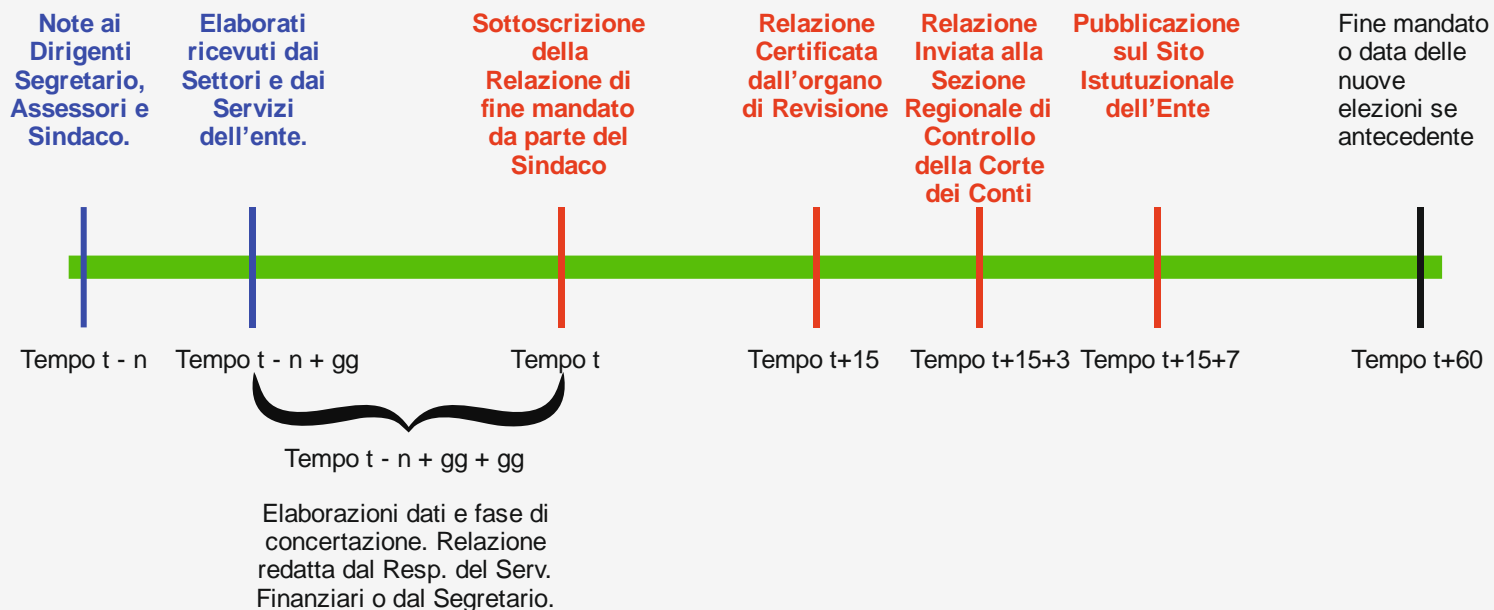 Note ai
Dirigenti
Segretario,
Assessori e
Sindaco.
Elaborati
ricevuti dai
Settori e dai
Servizi
dell’ente.
Sottoscrizione
della
Relazione di
fine mandato
da parte del
Sindaco
Relazione
Certificata
dall’organo
di Revisione
Relazione
Inviata alla
Sezione
Regionale di
Controllo
della Corte
dei Conti
Pubblicazione
sul Sito
Istutuzionale
dell’Ente
Fine mandato
o data delle
nuove
elezioni se
antecedente
Tempo t - n
Tempo t - n + gg
Tempo t
Tempo t+15
Tempo t+15+3
Tempo t+15+7
Tempo t+60
Tempo t - n + gg + gg
Elaborazioni dati e fase di
concertazione. Relazione
redatta dal Resp. del Serv.
Finanziari o dal Segretario.